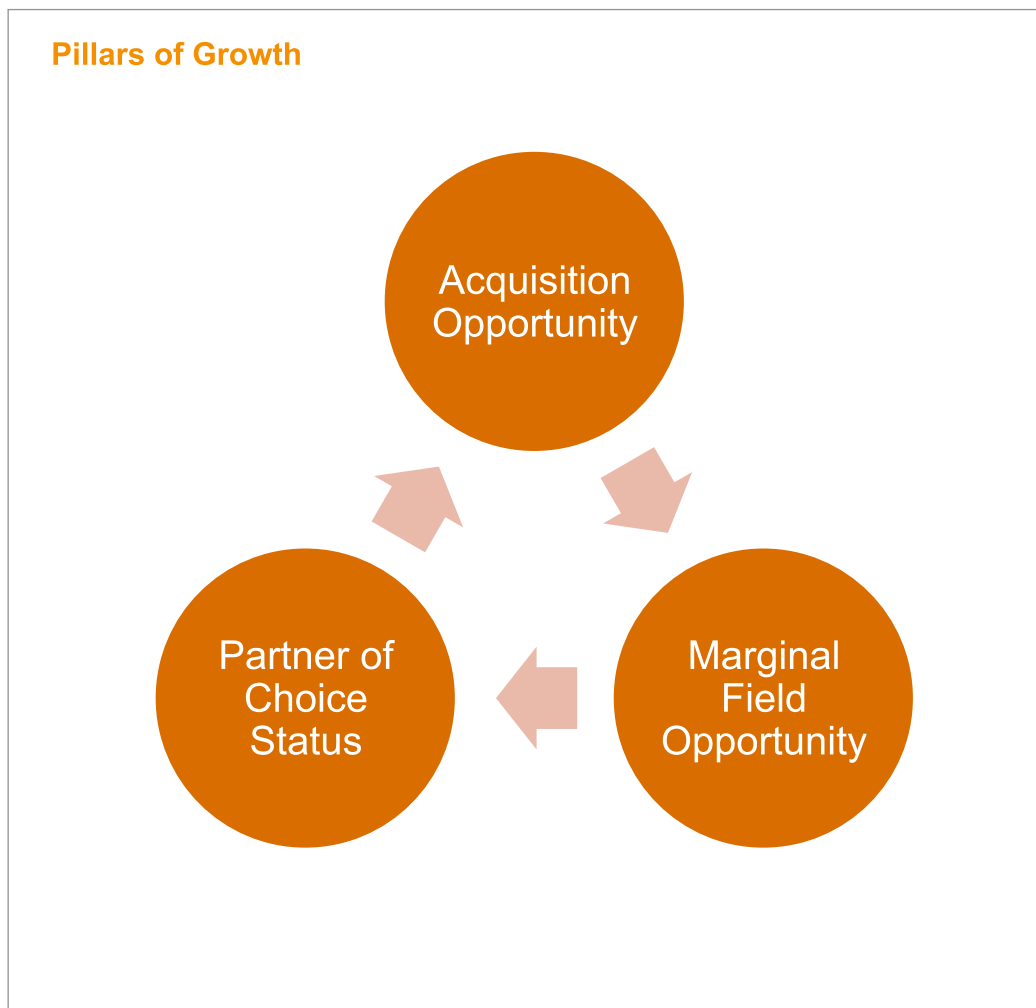 Pillars of Growth
Acquisition
Opportunity
Marginal
Field
Opportunity
Partner of
Choice
Status